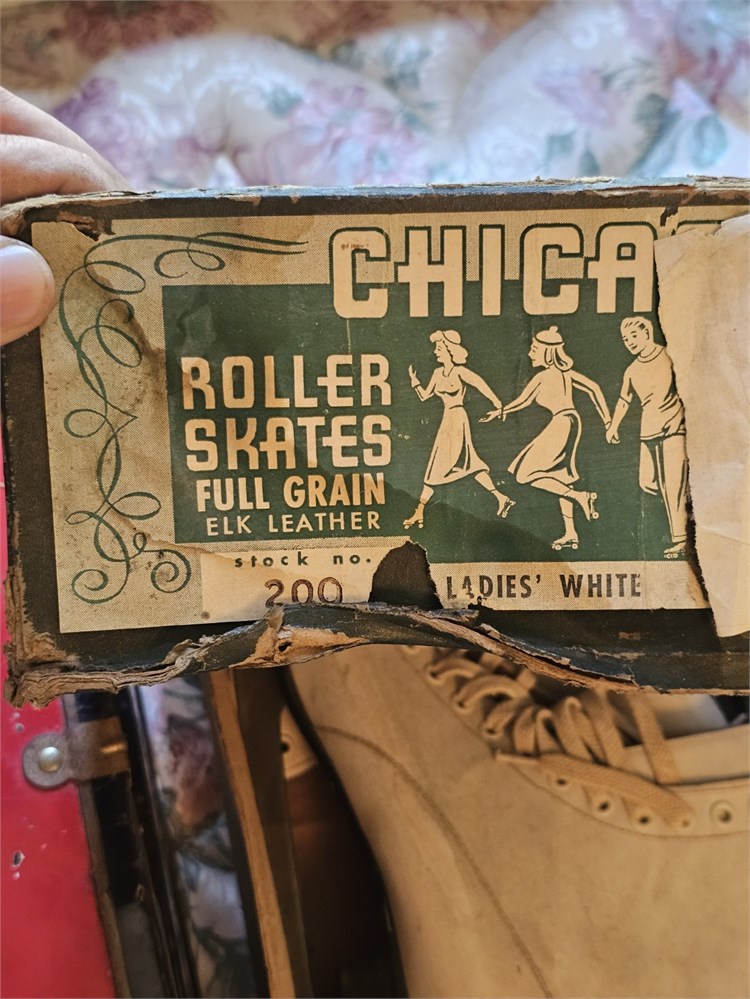 CHICA
ROLLER
SKATES
FULL GRAIN
ELK LEATHER
stock no.
200
LADIES' WHITE